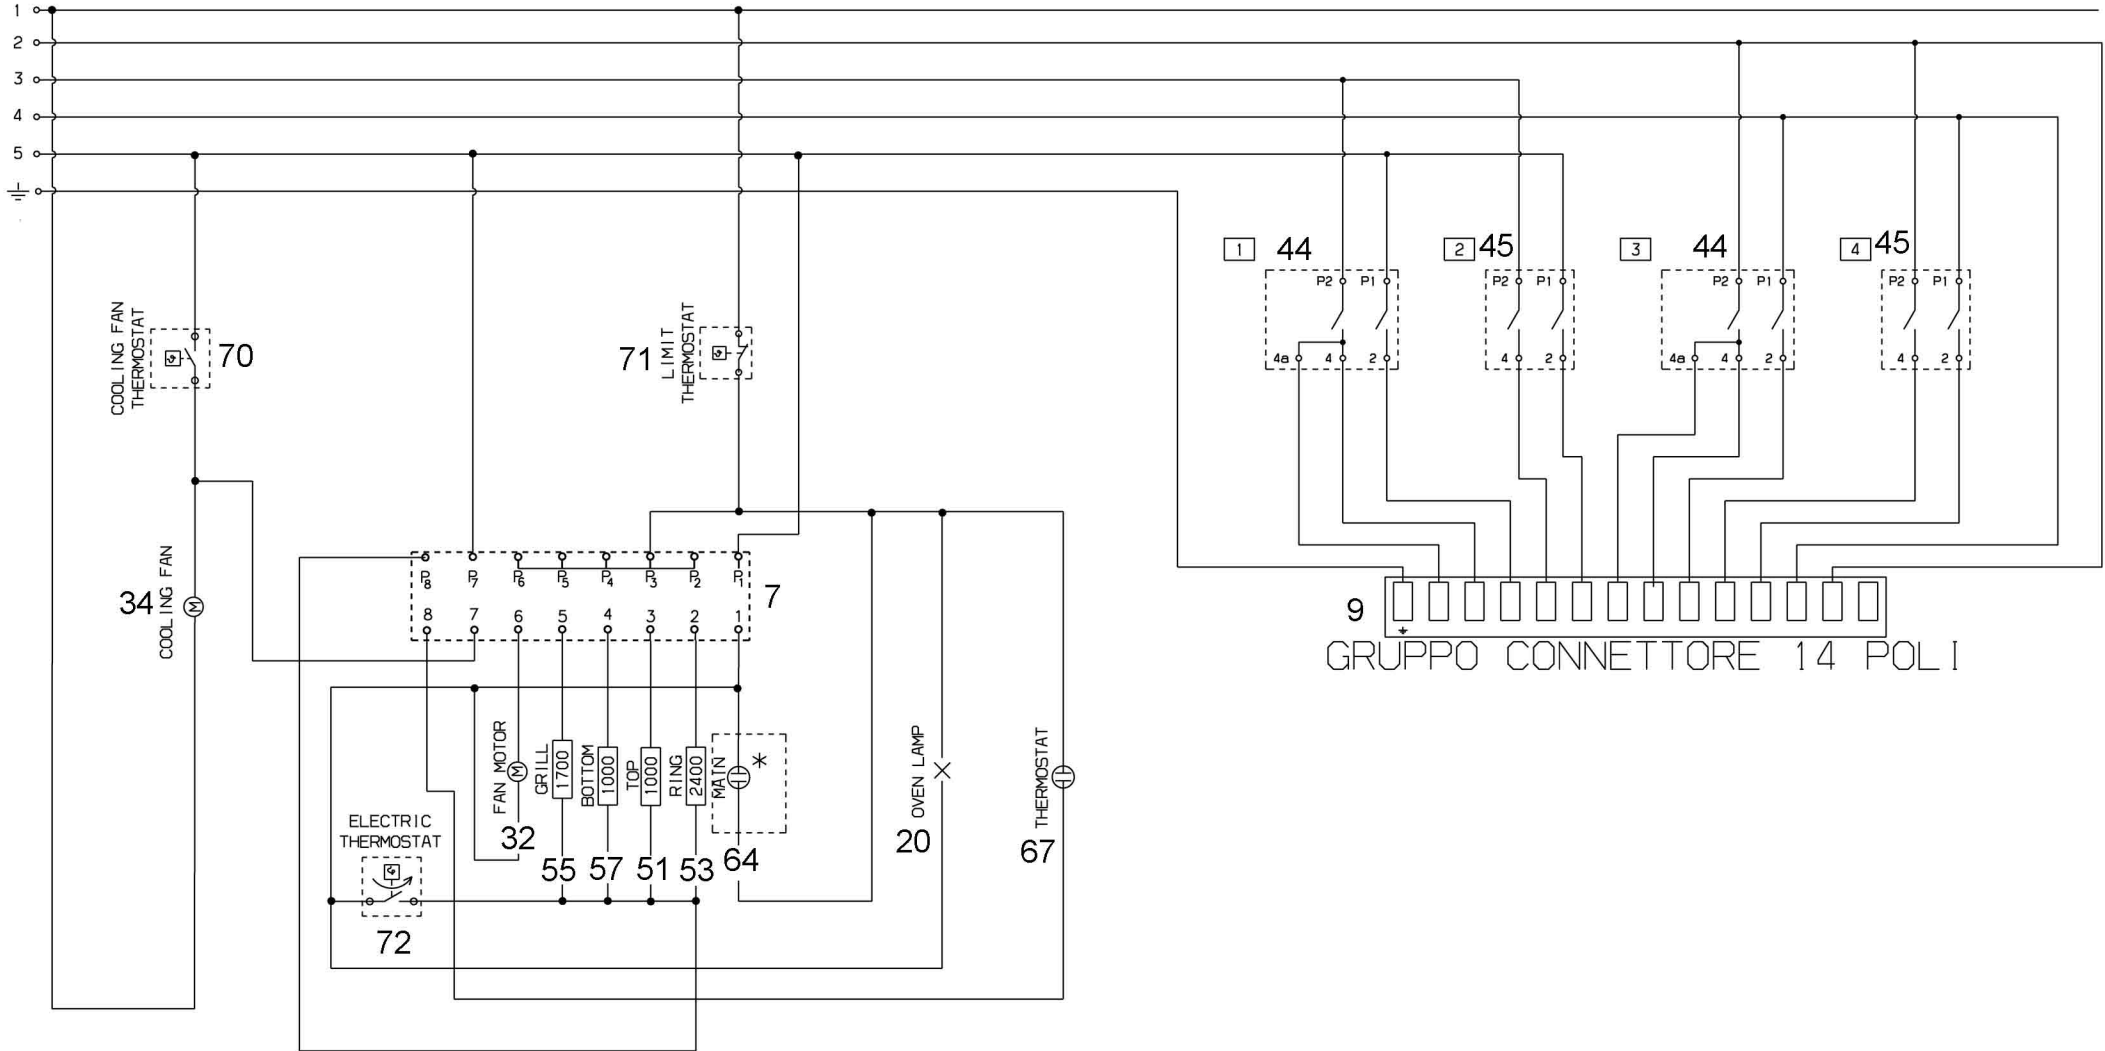 1
2
3
4
5
1 44
2 45
3 44
4 45
P2 P1
P2 P1
P2 P1
P2 P1
4a 4 2
4 2
4a 4 2
4 2
COOLING FAN
THERMOSTAT
70
71
LIMIT
THERMOSTAT
34
COOLING FAN
M
P8 P7 P6 P5 P4 P3 P2 P1
8 7 6 5 4 3 2 1
7
9
GRUPPO CONNETTORE 14 POLI
FAN MOTOR
M
32
GRILL
1700
55
BOTTOM
1000
57
TOP
1000
51
RING
2400
53
MAIN
*
64
OVEN LAMP
20
THERMOSTAT
67
ELECTRIC
THERMOSTAT
72